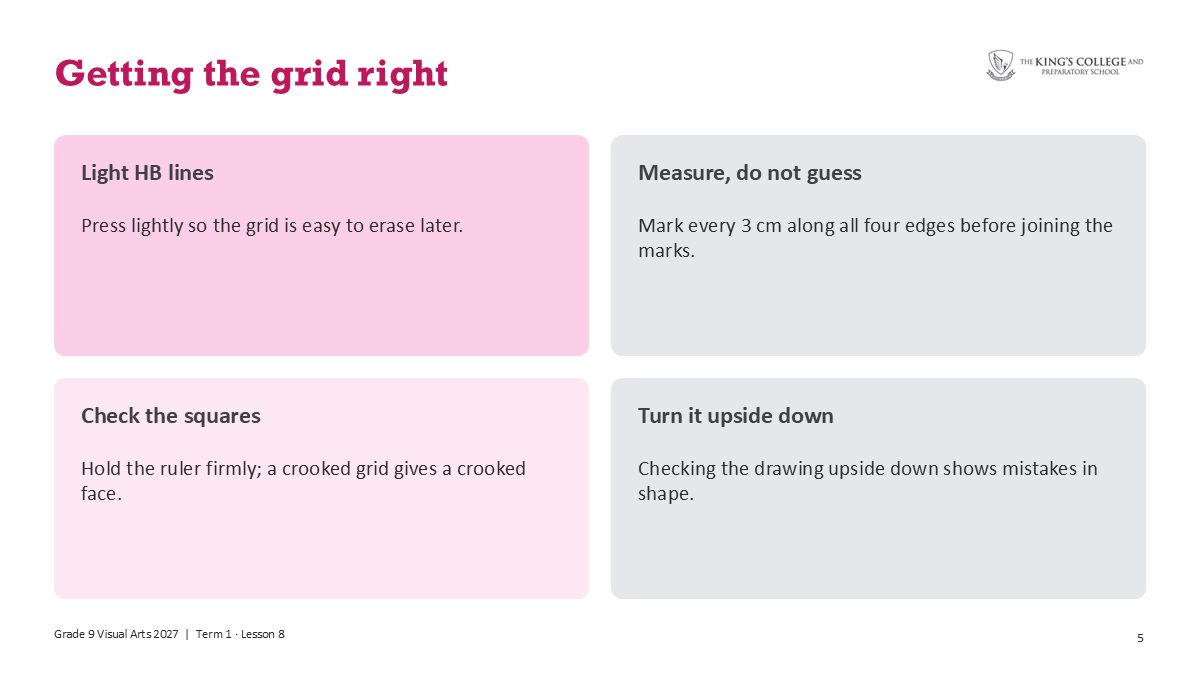 Getting the grid right
THE KING'S COLLEGE AND
PREPARATORY SCHOOL
Light HB lines
Press lightly so the grid is easy to erase later.
Measure, do not guess
Mark every 3 cm along all four edges before joining the
marks.
Check the squares
Hold the ruler firmly; a crooked grid gives a crooked
face.
Turn it upside down
Checking the drawing upside down shows mistakes in
shape.
Grade 9 Visual Arts 2027 | Term 1 · Lesson 8
5